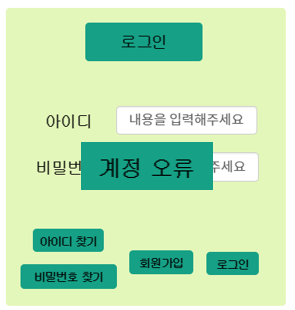 로그인
아이디 내용을 입력해주세요
비밀번 계정 오류 주세요
아이디 찾기
회원가입 로그인
비밀번호 찾기